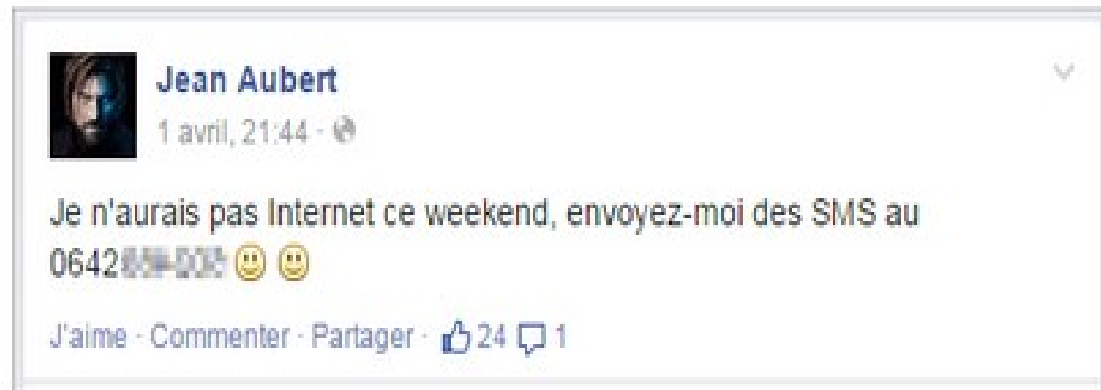 Jean Aubert
1 avril, 21:44 ·
Je n'aurais pas Internet ce weekend, envoyez-moi des SMS au
0642
J'aime · Commenter · Partager · 24 1